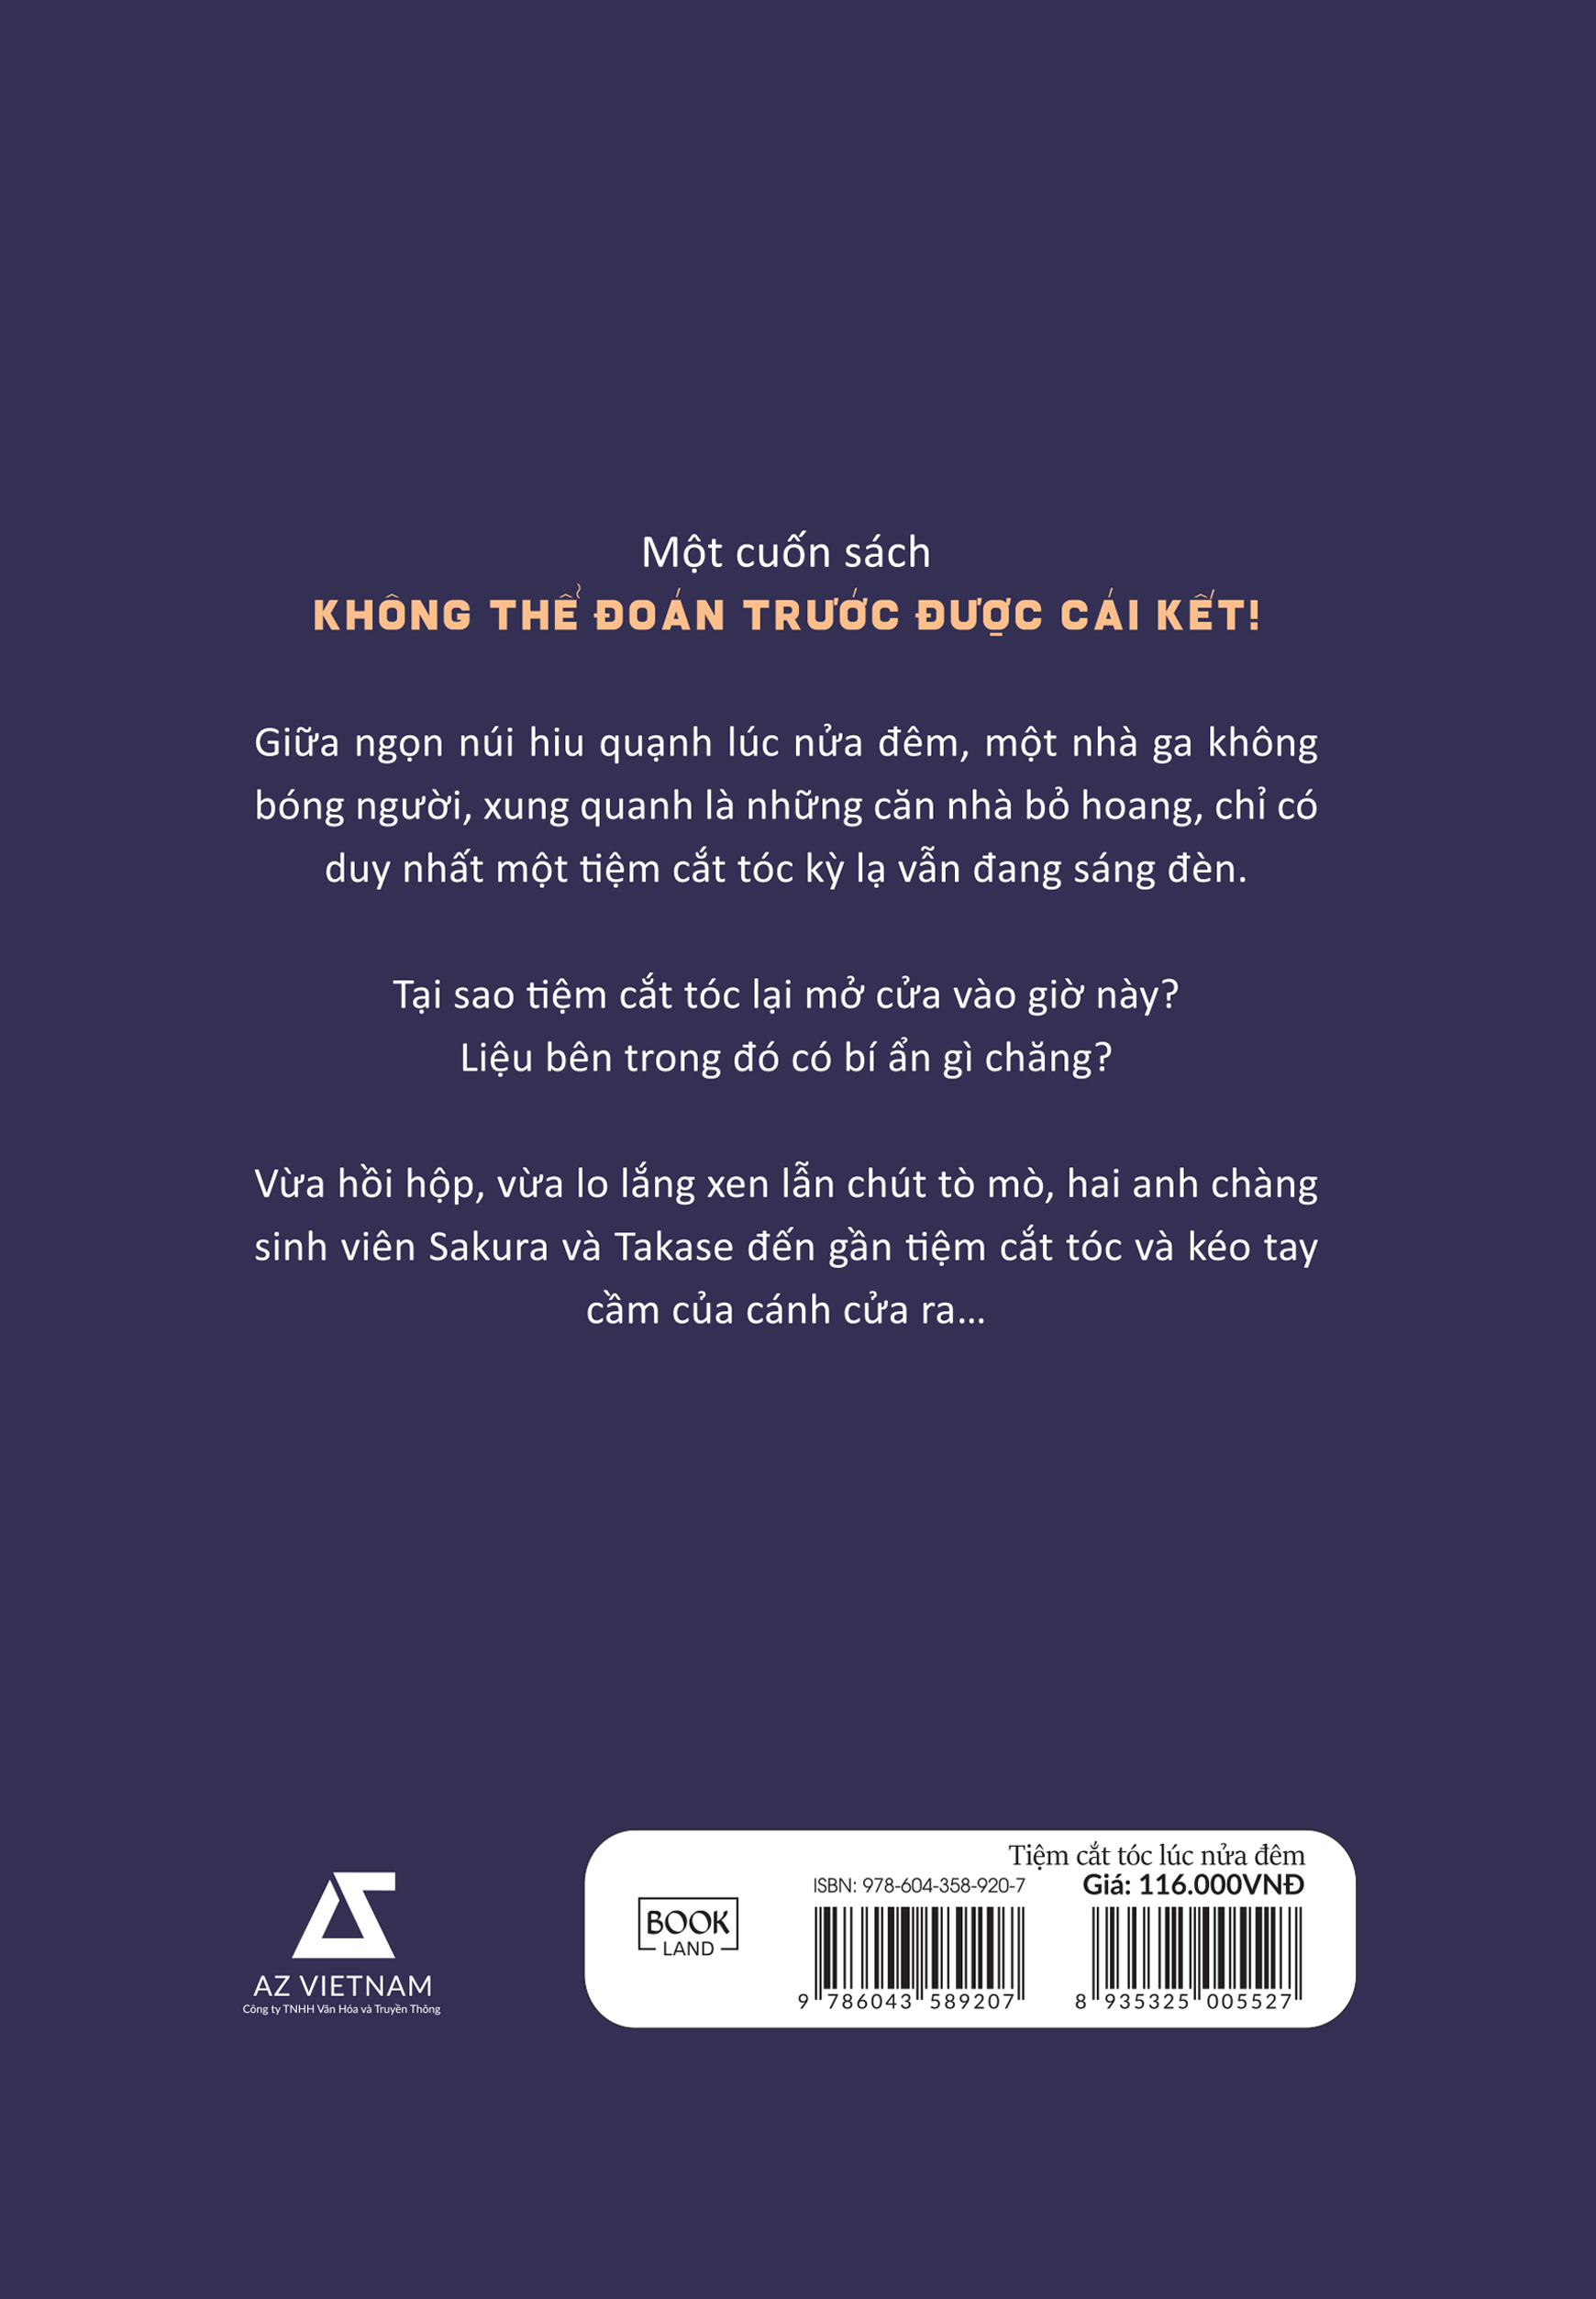 Một cuốn sách
KHÔNG THỂ ĐOÁN TRƯỚC ĐƯỢC CÁI KẾT!
Giữa ngọn núi hiu quạnh lúc nửa đêm, một nhà ga không
bóng người, xung quanh là những căn nhà bỏ hoang, chỉ có
duy nhất một tiệm cắt tóc kỳ lạ vẫn đang sáng đèn.
Tại sao tiệm cắt tóc lại mở cửa vào giờ này?
Liệu bên trong đó có bí ẩn gì chăng?
Vừa hồi hộp, vừa lo lắng xen lẫn chút tò mò, hai anh chàng
sinh viên Sakura và Takase đến gần tiệm cắt tóc và kéo tay
cầm của cánh cửa ra...
AZ VIETNAM
Công ty TNHH Văn Hóa và Truyền Thông
BOOK
LAND
Tiệm cắt tóc lúc nửa đêm
ISBN: 978-604-358-920-7
Giá: 116.000VNĐ
9 786043 589207
8 935325 005527